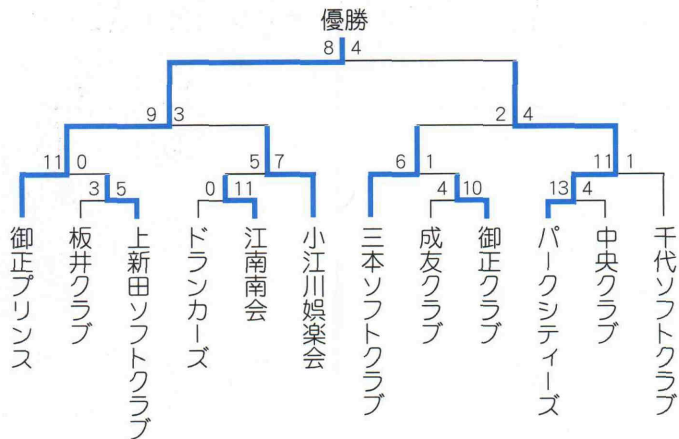 優勝
8 4
9 3
2 4
11 0
5 7
6 1
11 1
3 5
0 11
4 10
13 4
御正プリンス
板井クラブ
上新田ソフトクラブ
ドランカーズ
江南南会
小江川娯楽会
三本ソフトクラブ
成友クラブ
御正クラブ
パークシティーズ
中央クラブ
千代ソフトクラブ